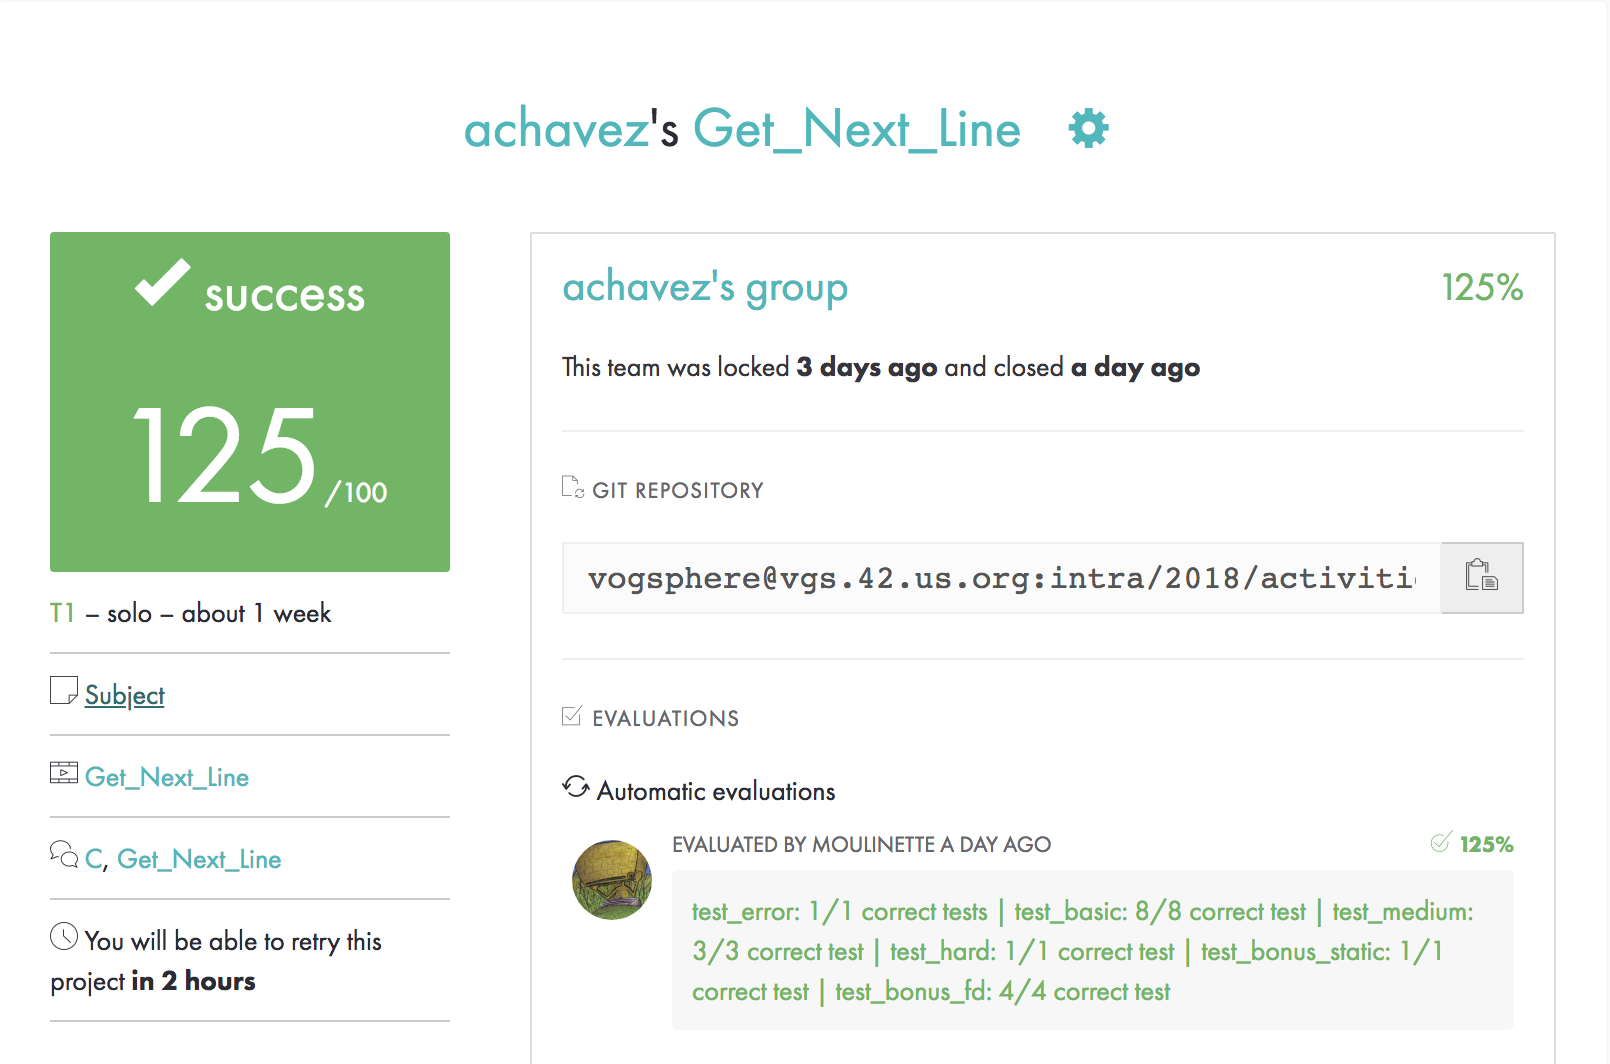 achavez's Get_Next_Line
success
125 /100
T1 – solo – about 1 week
Subject
Get_Next_Line
C, Get_Next_Line
You will be able to retry this
project in 2 hours
achavez's group 125%
This team was locked 3 days ago and closed a day ago
GIT REPOSITORY
vogsphere@vgs.42.us.org:intra/2018/activiti
EVALUATIONS
Automatic evaluations
EVALUATED BY MOULINETTE A DAY AGO 125%
test_error: 1/1 correct tests | test_basic: 8/8 correct test | test_medium:
3/3 correct test | test_hard: 1/1 correct test | test_bonus_static: 1/1
correct test | test_bonus_fd: 4/4 correct test